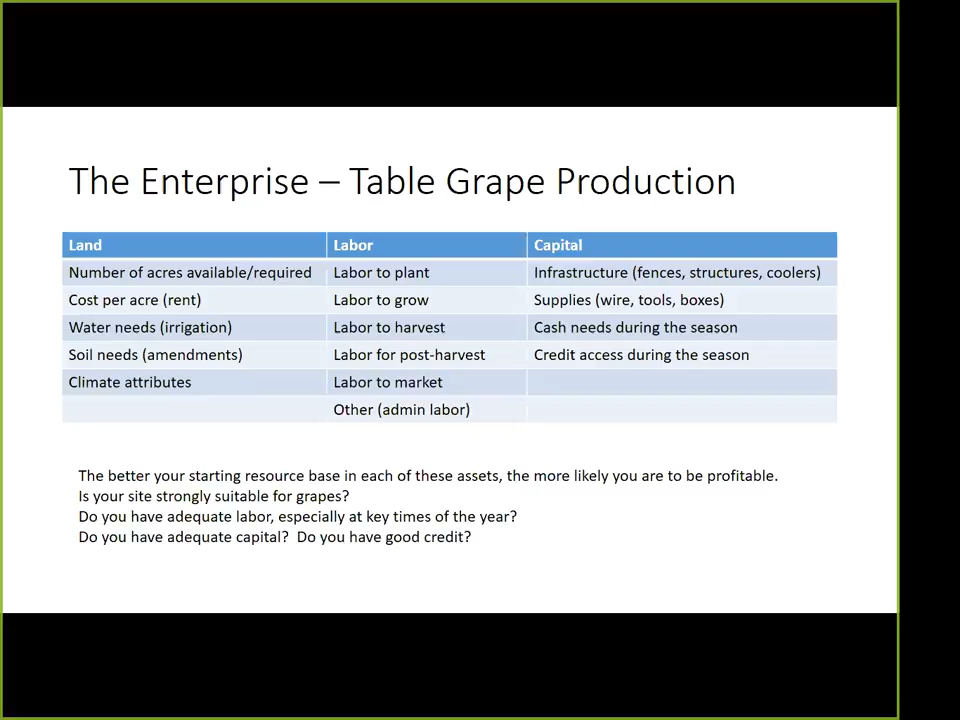 The Enterprise – Table Grape Production
Land Labor Capital
Number of acres available/required Labor to plant Infrastructure (fences, structures, coolers)
Cost per acre (rent) Labor to grow Supplies (wire, tools, boxes)
Water needs (irrigation) Labor to harvest Cash needs during the season
Soil needs (amendments) Labor for post-harvest Credit access during the season
Climate attributes Labor to market
Other (admin labor)
The better your starting resource base in each of these assets, the more likely you are to be profitable.
Is your site strongly suitable for grapes?
Do you have adequate labor, especially at key times of the year?
Do you have adequate capital?  Do you have good credit?